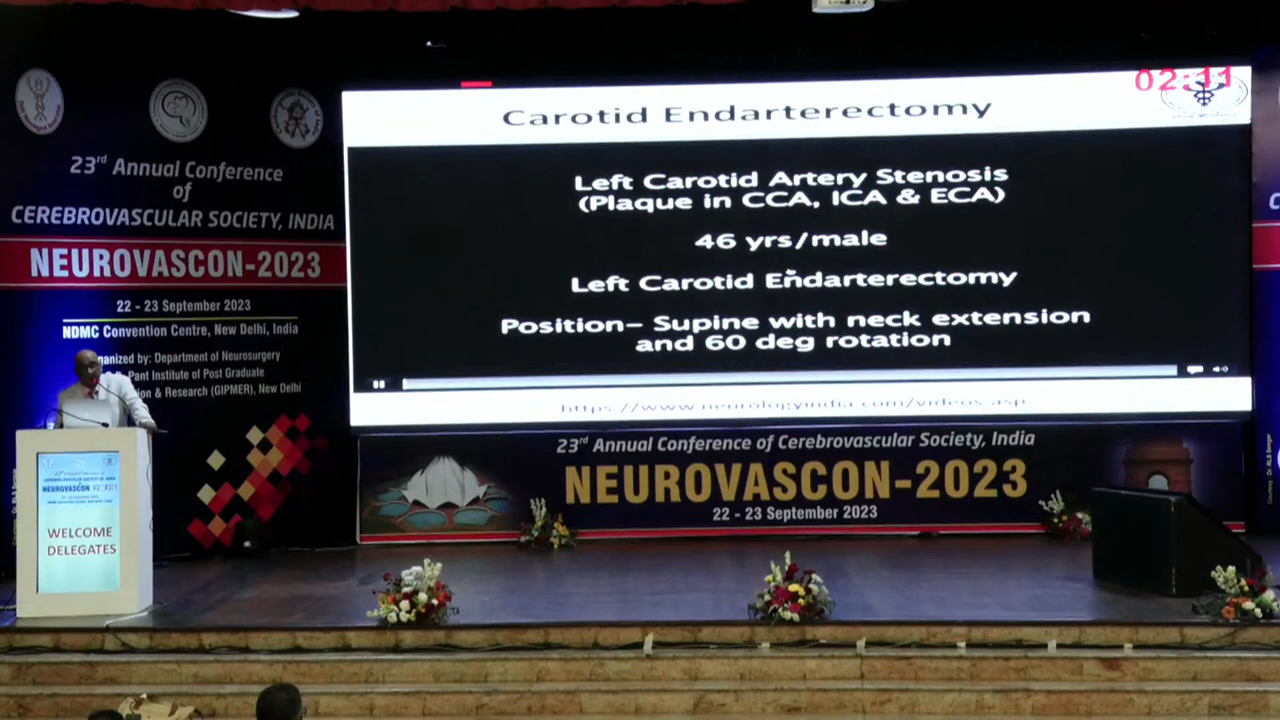 23rd Annual Conference
of
CEREBROVASCULAR SOCIETY, INDIA
NEUROVASCON-2023
22 - 23 September 2023
NDMC Convention Centre, New Delhi, India
ganized by: Department of Neurosurgery
Pant Institute of Post Graduate
ion & Research (GIPMER), New Delhi
02:11
Carotid Endarterectomy
Left Carotid Artery Stenosis
(Plaque in CCA, ICA & ECA)
46 yrs/male
Left Carotid Endarterectomy
Position– Supine with neck extension
and 60 deg rotation
https://www.neurologyindia.com/videos.asp
23rd Annual Conference of Cerebrovascular Society, India
NEUROVASCON-2023
22 - 23 September 2023
WELCOME
DELEGATES